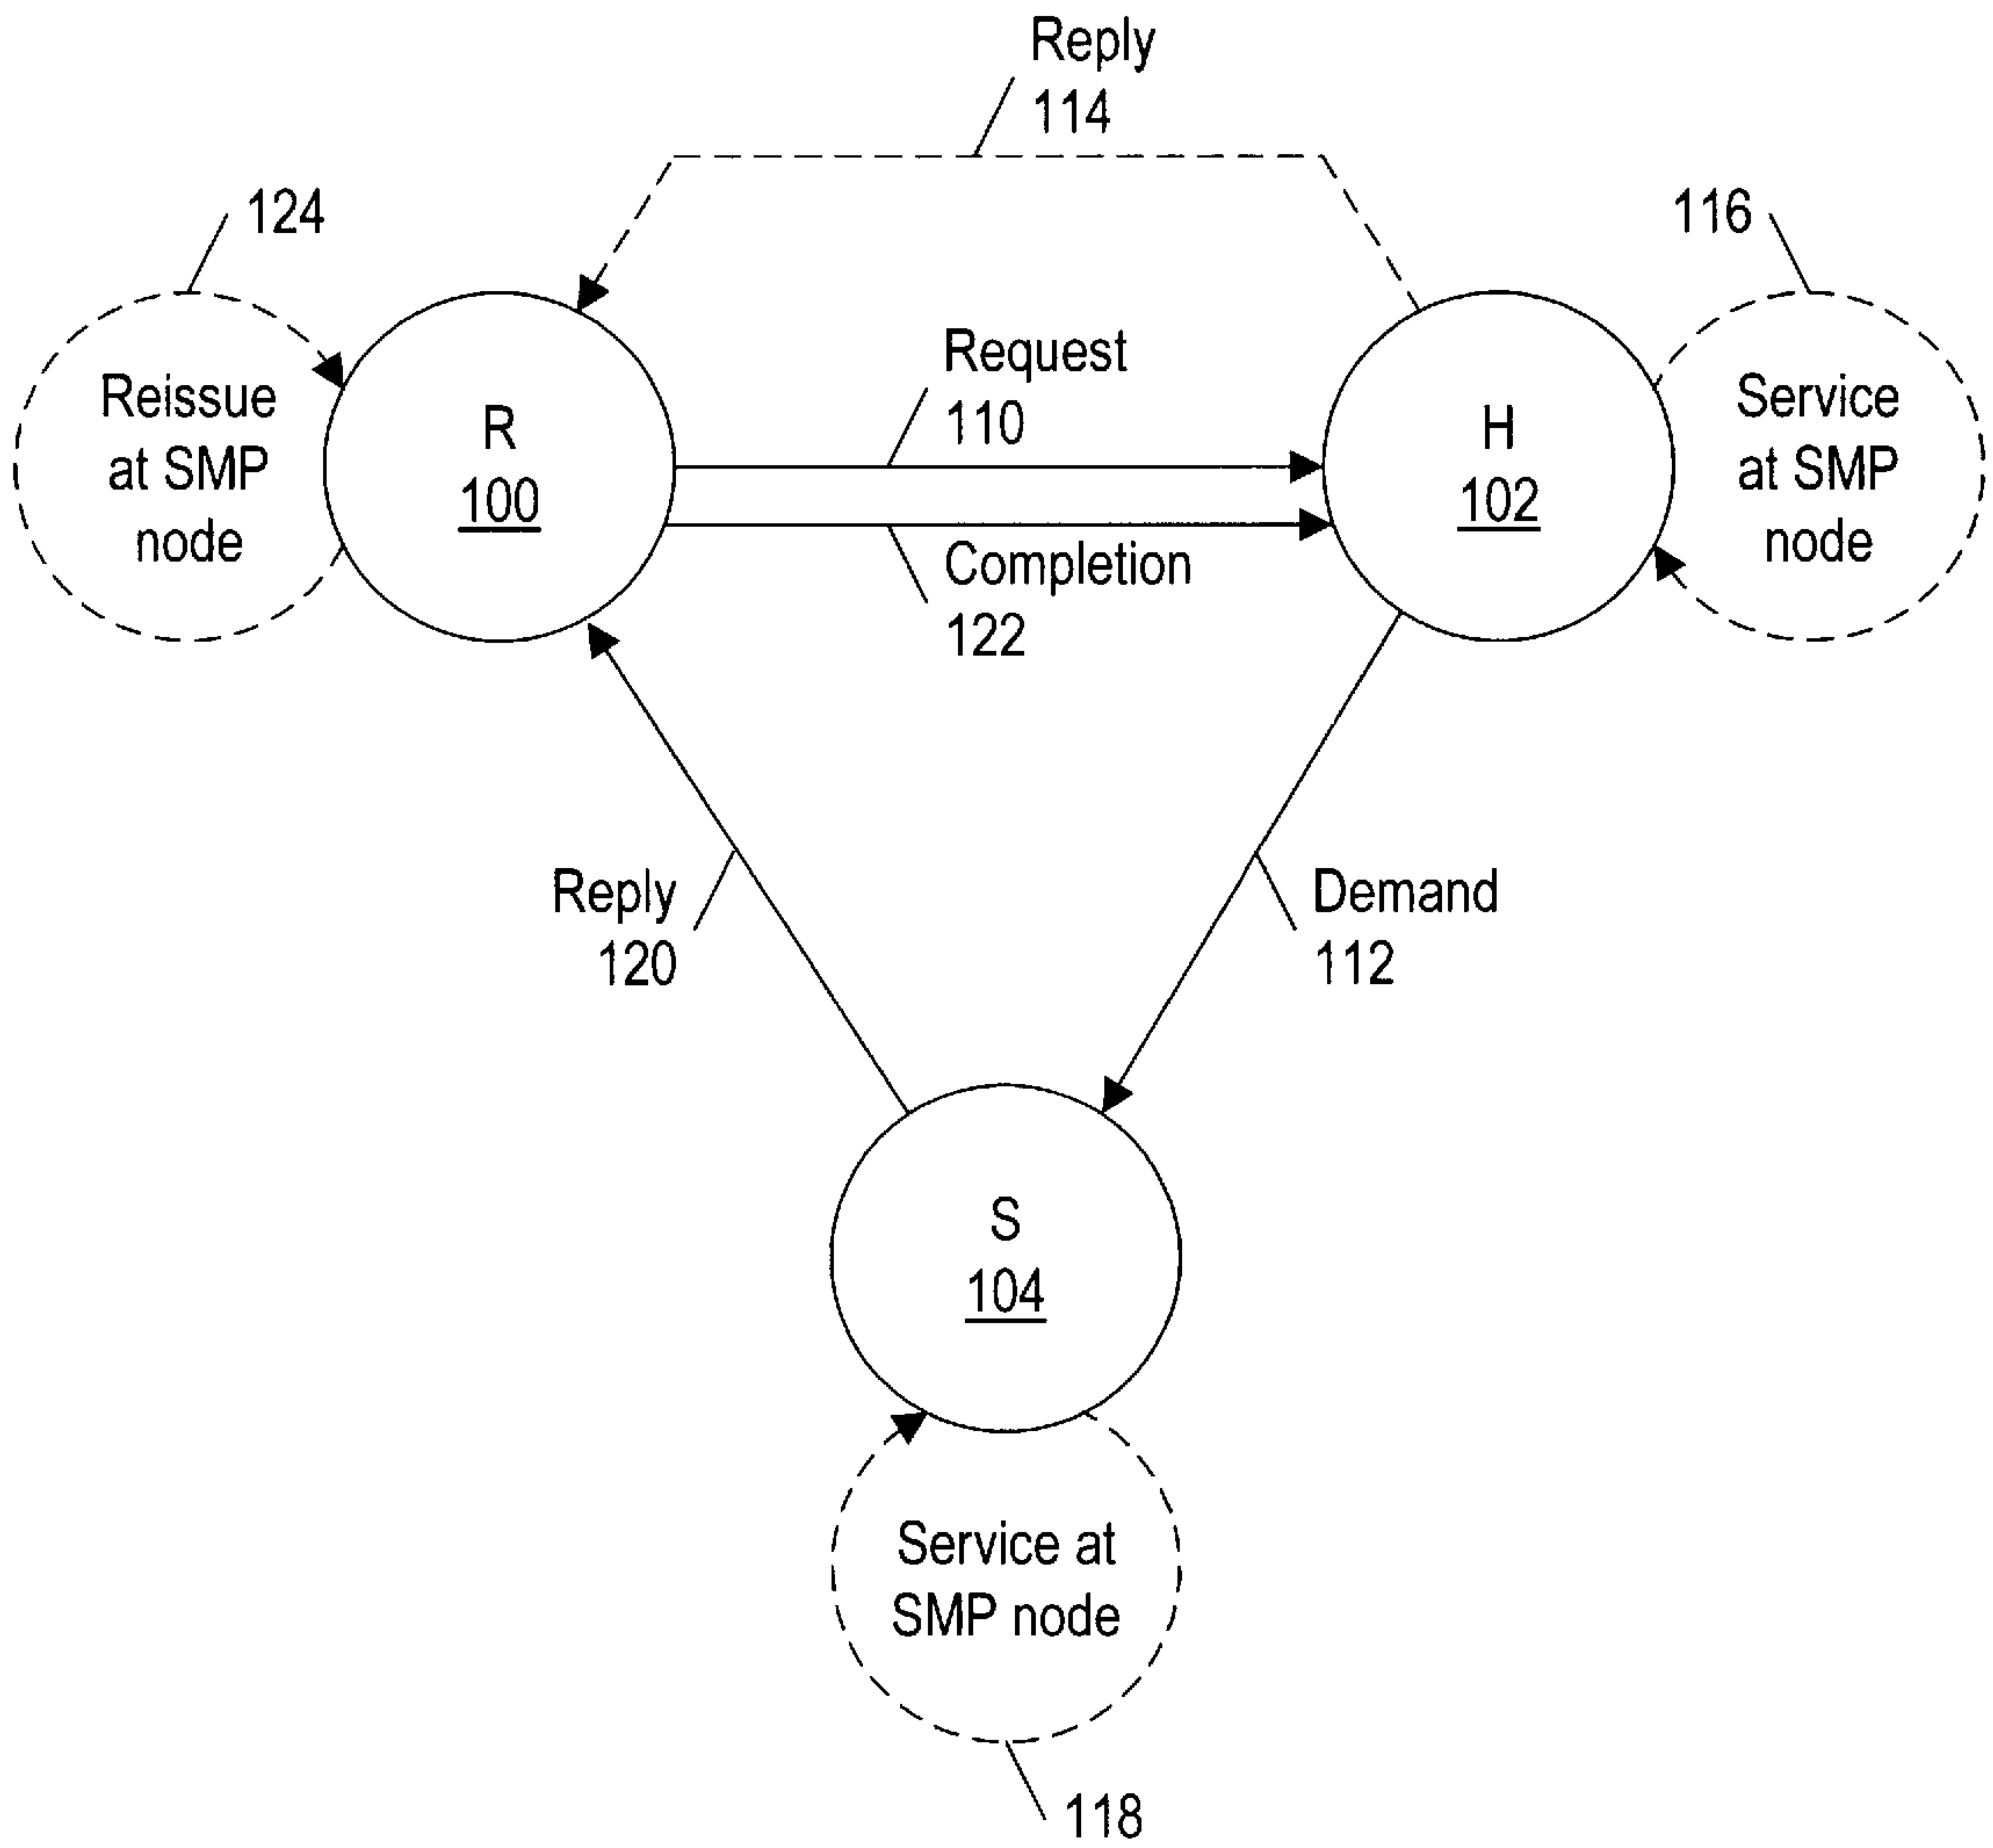 Reply
114
124
116
Reissue
at SMP
node
R
100
Request
110
Completion
122
H
102
Service
at SMP
node
Reply
120
Demand
112
S
104
Service at
SMP node
118